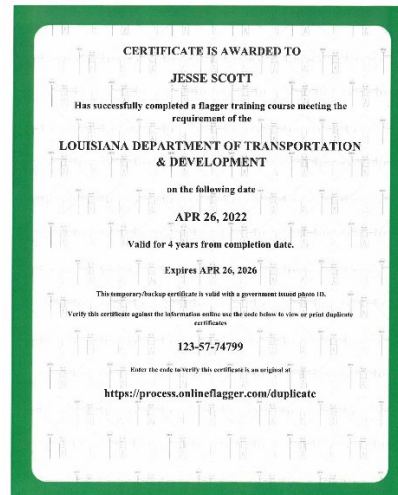 CERTIFICATE IS AWARDED TO
JESSE SCOTT
Has successfully completed a flagger training course meeting the
requirement of the
LOUISIANA DEPARTMENT OF TRANSPORTATION
& DEVELOPMENT
on the following date
APR 26, 2022
Valid for 4 years from completion date.
Expires APR 26, 2026
This temporary/backup certificate is valid with a government issued photo ID.
Verify this certificate against the information online use the code below to view or print duplicate
certificates
123-57-74799
Enter the code to verify this certificate is an original at
https://process.onlineflagger.com/duplicate